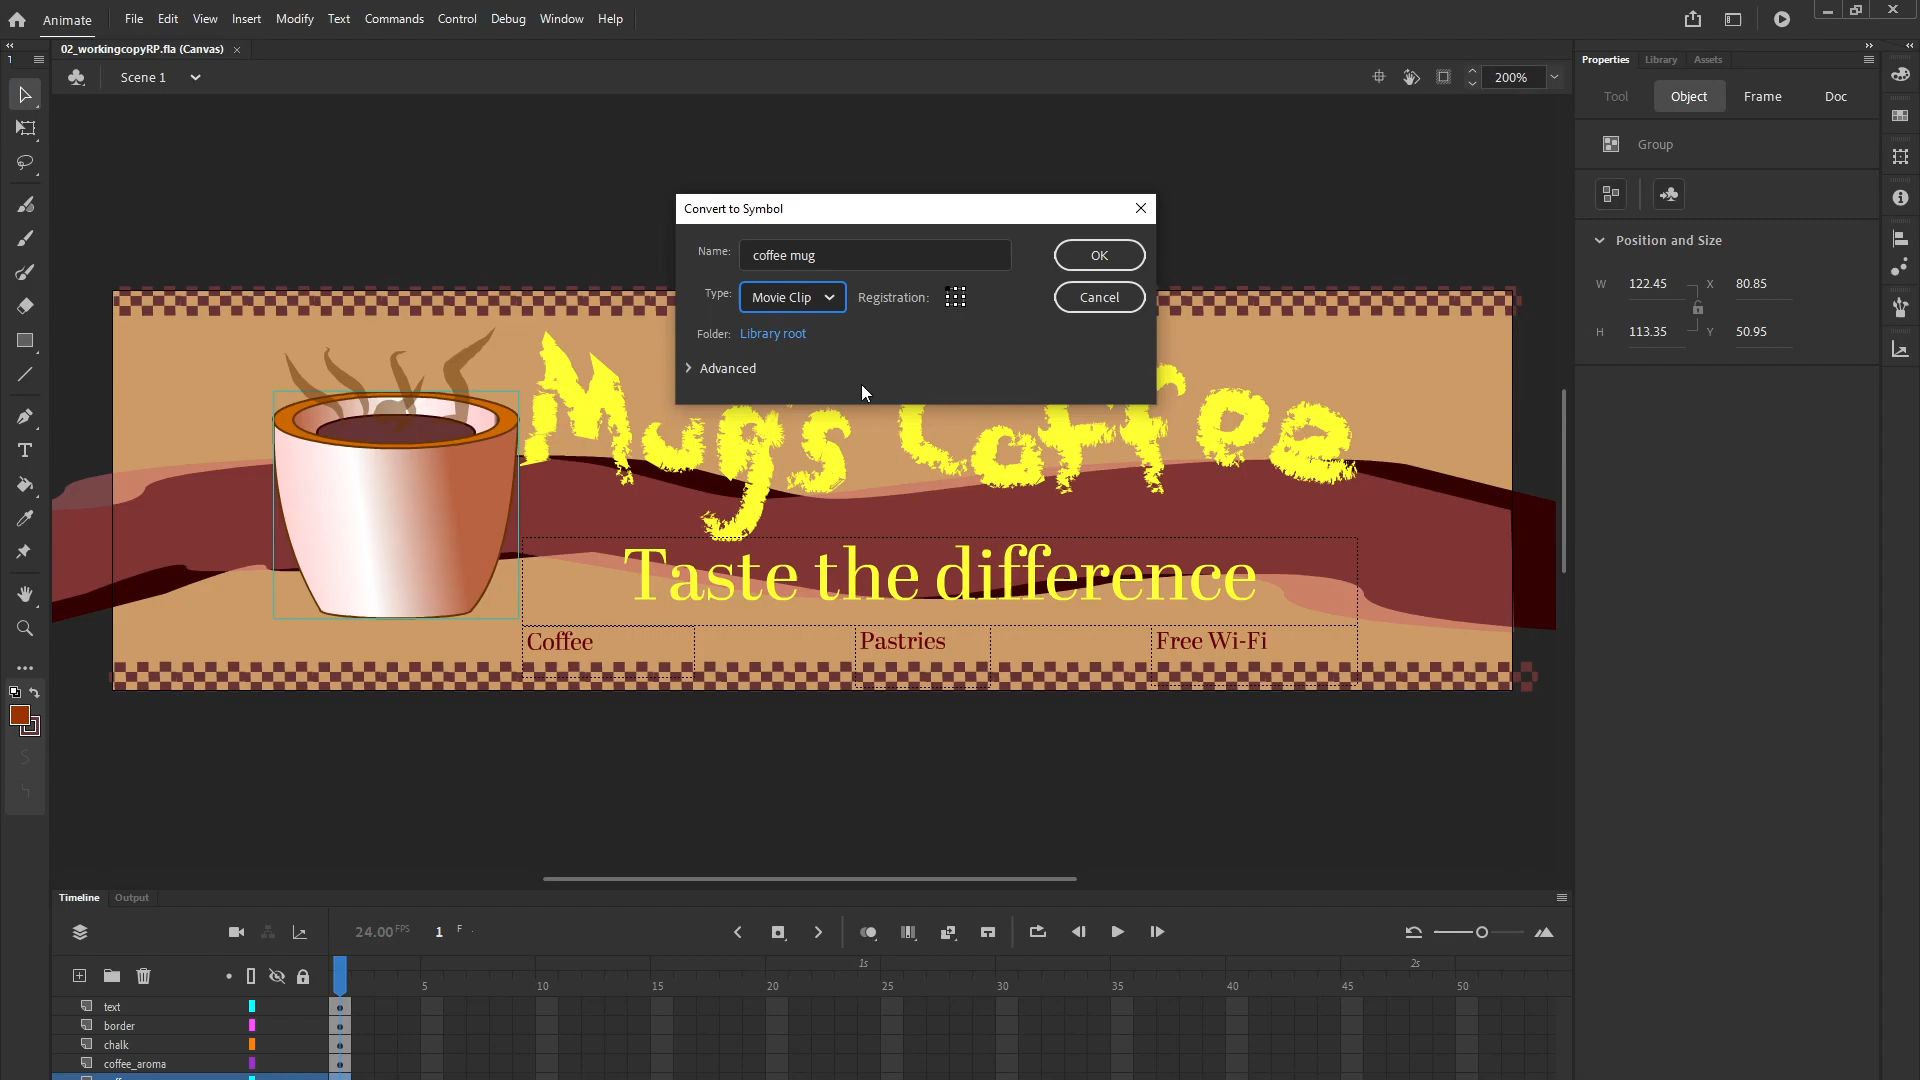 Animate File Edit View Insert Modify Text Commands Control Debug Window Help
02_workingcopyRP.fla (Canvas)
Scene 1
200%
Properties Library Assets
Tool Object Frame Doc
Group
Position and Size
W 122.45 X 80.85
H 113.35 Y 50.95
Convert to Symbol
Name: coffee mug OK
Type: Movie Clip Registration: Cancel
Folder: Library root
Advanced
Mugs Coffee
Taste the difference
Coffee Pastries Free Wi-Fi
Timeline Output
24.00 FPS 1 F
1s 2s
5 10 15 20 25 30 35 40 45 50
text
border
chalk
coffee_aroma